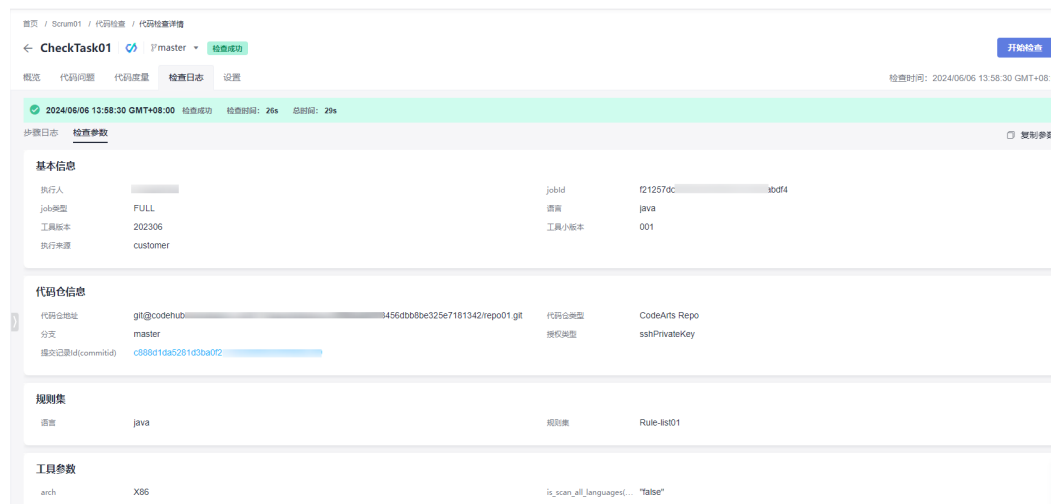 首页 / Scrum01 / 代码检查 / 代码检查详情
← CheckTask01 master 检查成功 开始检查
概览 代码问题 代码度量 检查日志 设置 检查时间：2024/06/06 13:58:30 GMT+08:
2024/06/06 13:58:30 GMT+08:00 检查成功 检查时间：26s 总时间：29s
步骤日志 检查参数 复制参数
基本信息
执行人 jobId f21257dc abdf4
job类型 FULL 语言 java
工具版本 202306 工具小版本 001
执行来源 customer
代码仓信息
代码仓地址 git@codehub 3456dbb8be325e7181342/repo01.git 代码仓类型 CodeArts Repo
分支 master 授权类型 sshPrivateKey
提交记录Id(commitid) c888d1da5281d3ba0f2
规则集
语言 java 规则集 Rule-list01
工具参数
arch X86 is_scan_all_languages(... "false"